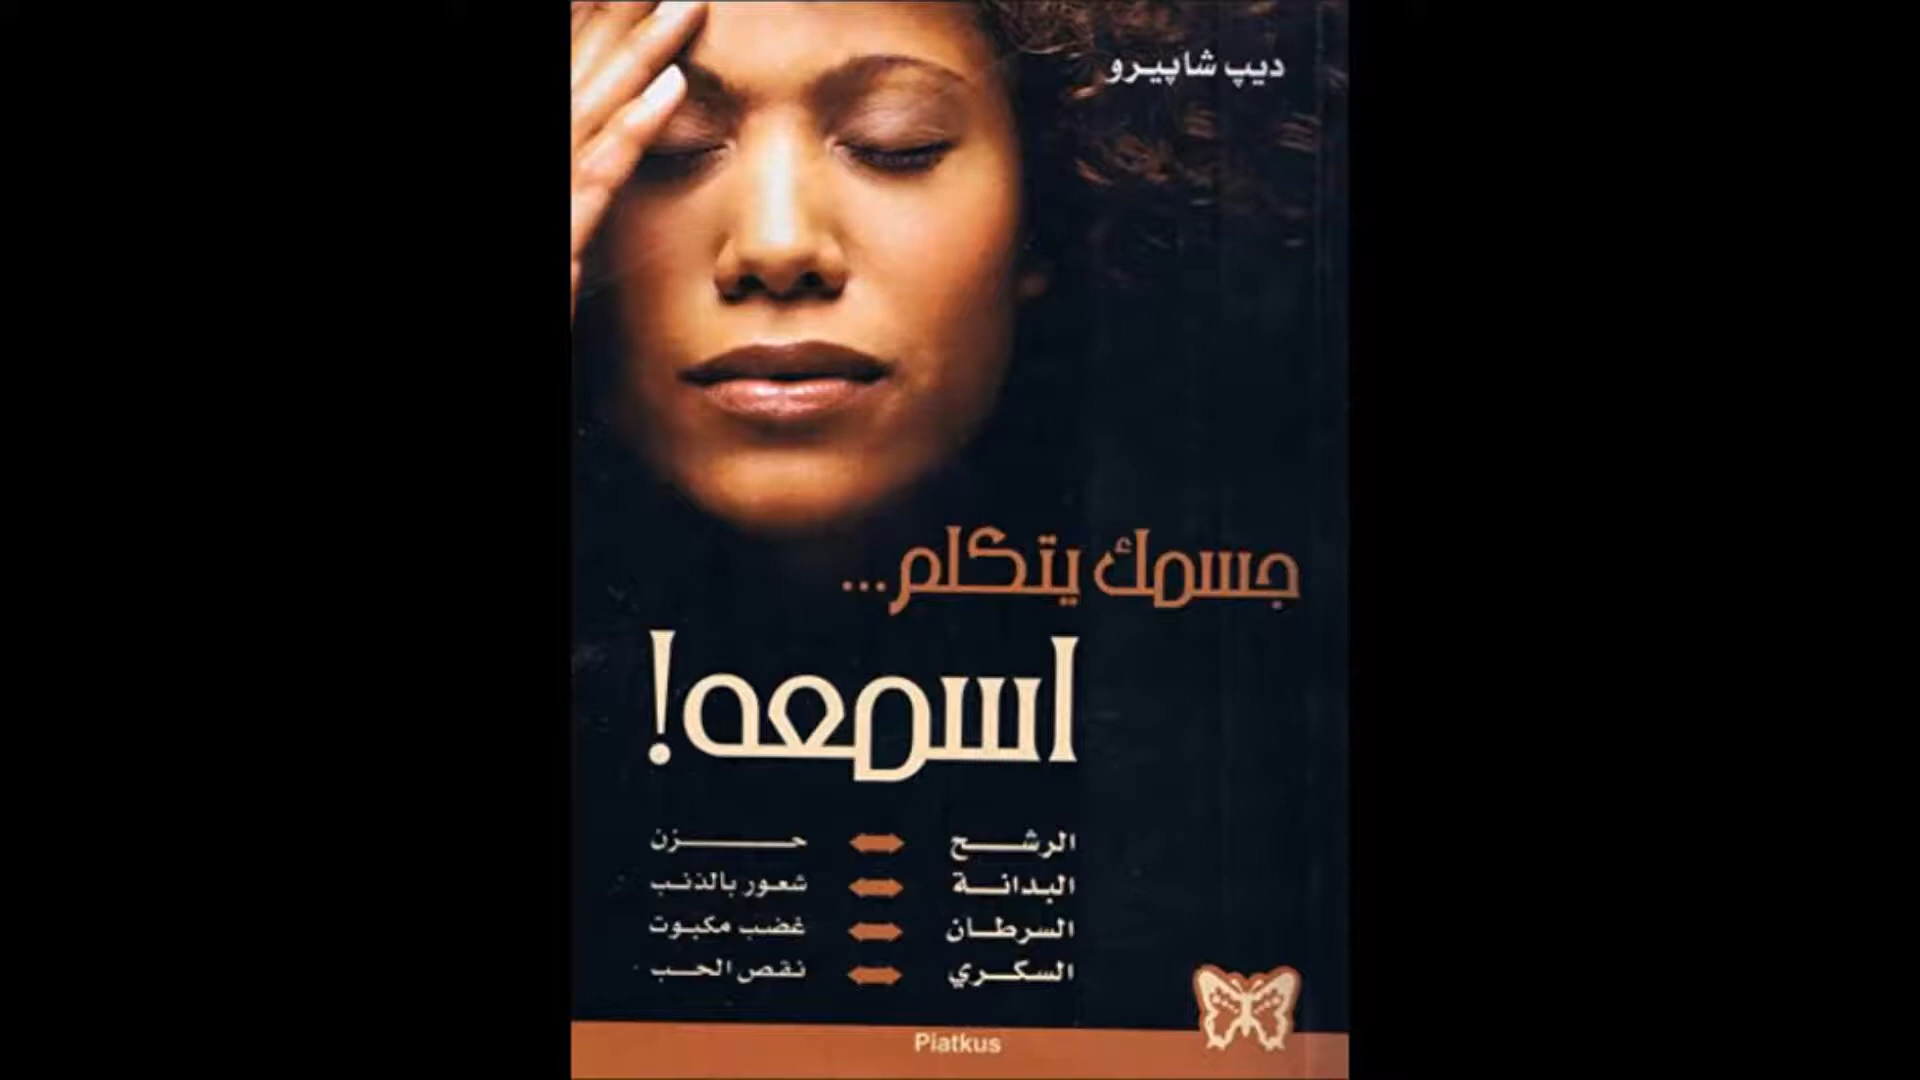 ديپ شاپيرو
جسمك يتكلم...
اسمعه!
الرشح حزن
البدانة شعور بالذنب
السرطان غضب مكبوت
السكري نقص الحب
Piatkus